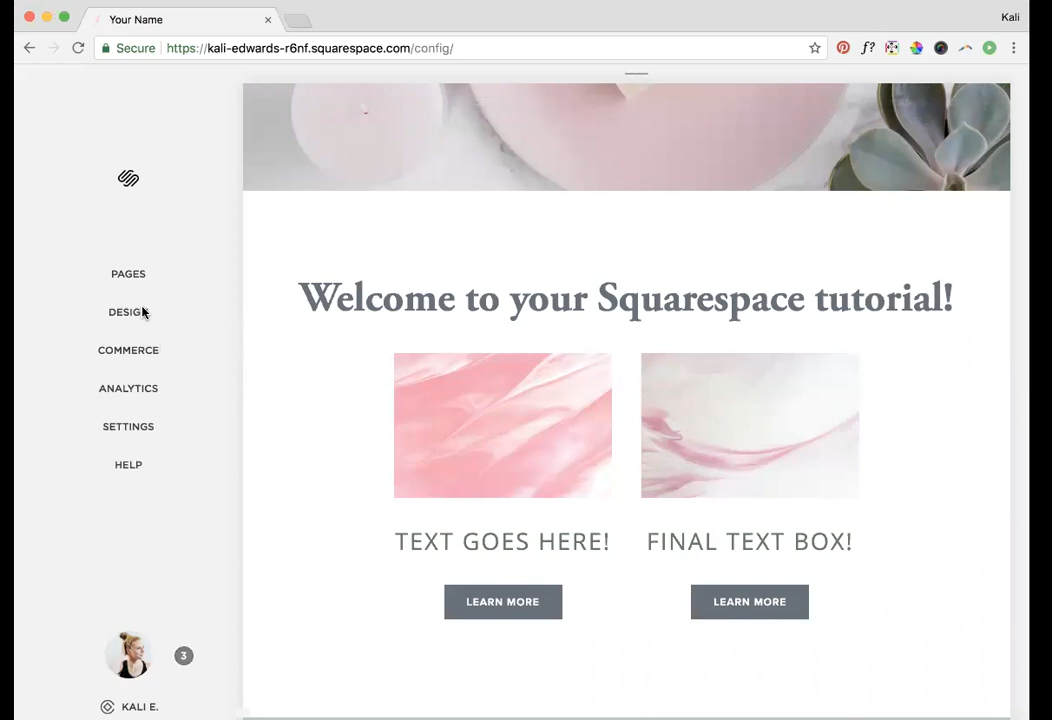 Your Name
Kali
Secure
https://kali-edwards-r6nf.squarespace.com/config/
f?
PAGES
DESIGN
COMMERCE
ANALYTICS
SETTINGS
HELP
3
KALI E.
Welcome to your Squarespace tutorial!
TEXT GOES HERE!
FINAL TEXT BOX!
LEARN MORE
LEARN MORE